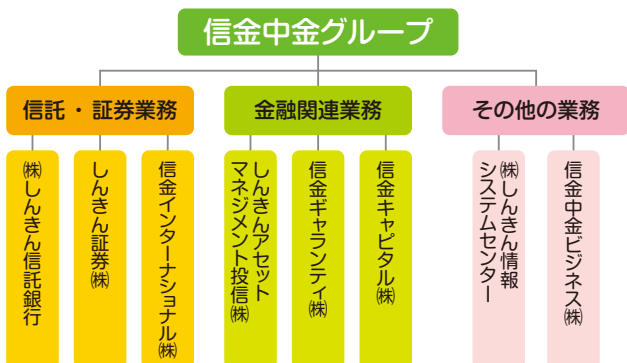 信金中金グループ
信託・証券業務
金融関連業務
その他の業務
㈱しんきん信託銀行
しんきん証券㈱
信金インターナショナル㈱
しんきんアセット
マネジメント投信㈱
信金ギャランティ㈱
信金キャピタル㈱
㈱しんきん情報
システムセンター
信金中金ビジネス㈱